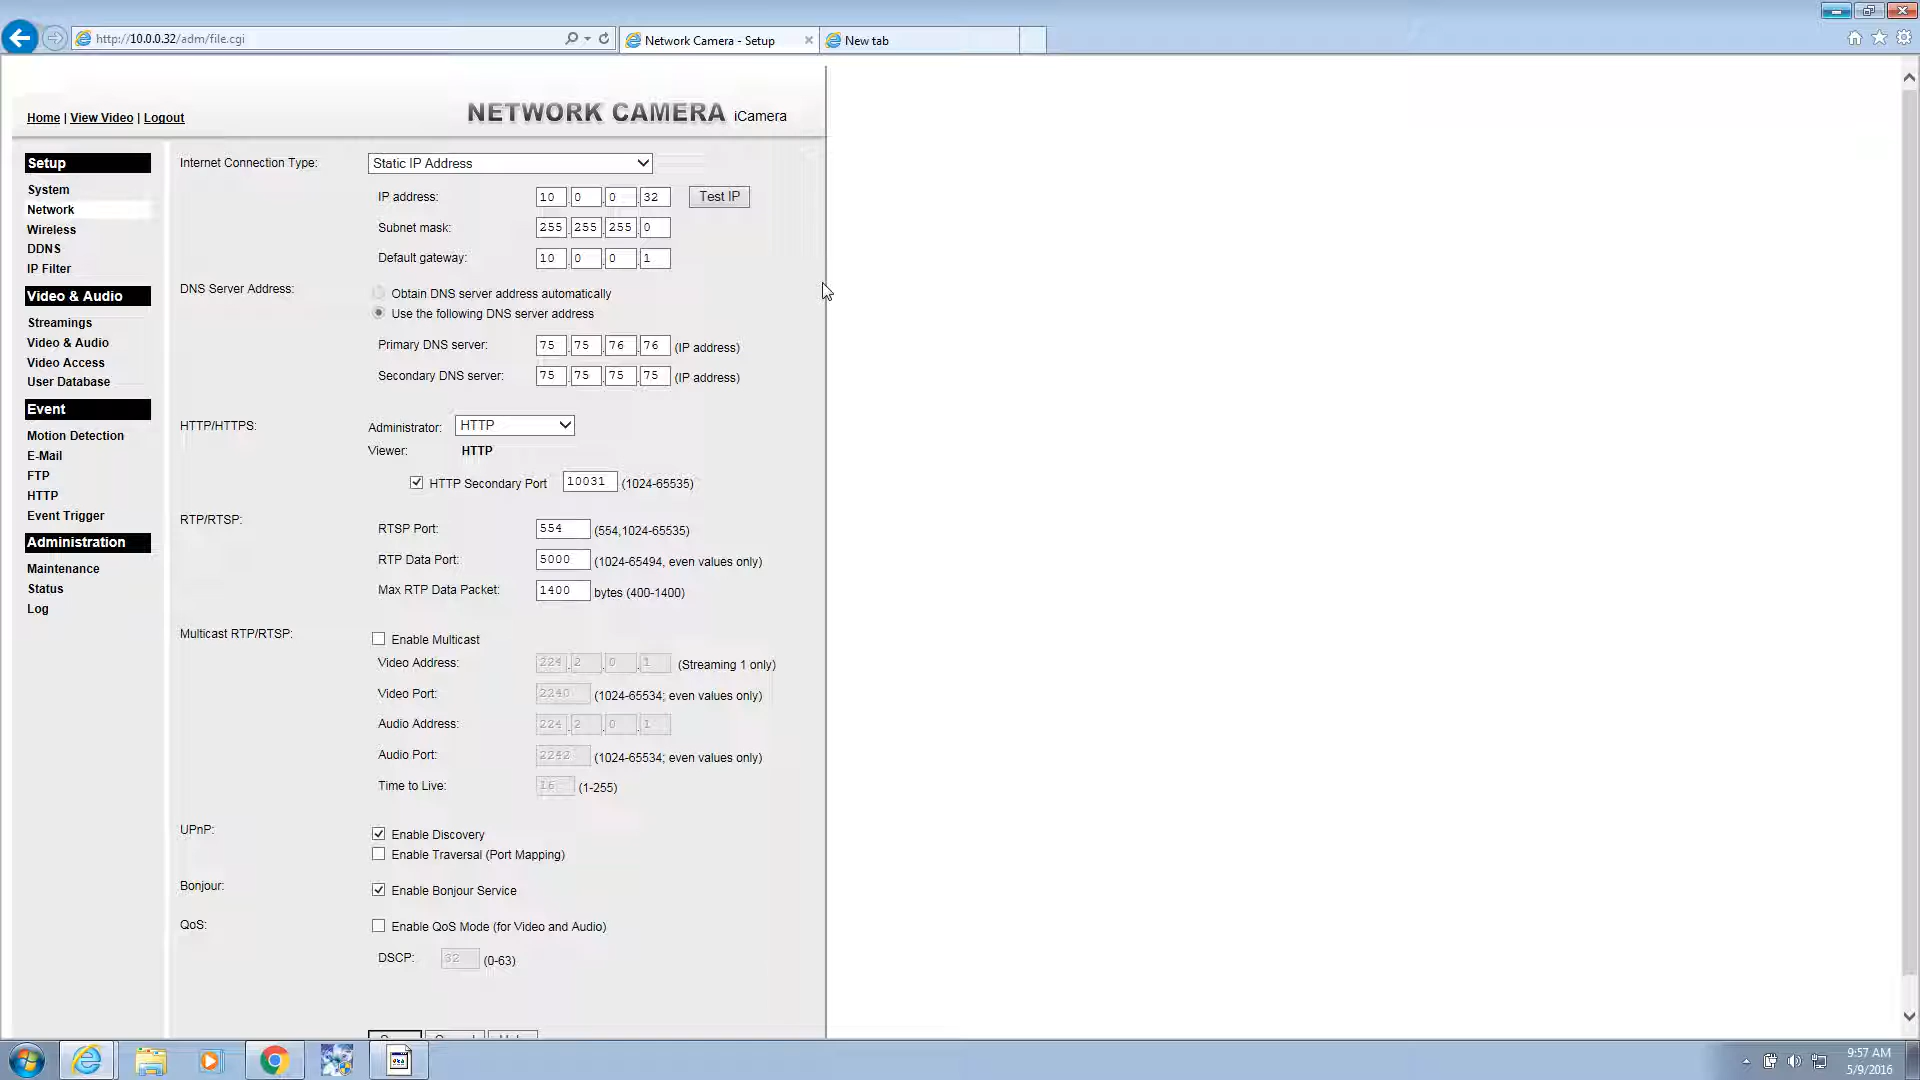 http://10.0.0.32/adm/file.cgi
Network Camera - Setup
New tab
Home | View Video | Logout
NETWORK CAMERA iCamera
Setup
System
Network
Wireless
DDNS
IP Filter
Video & Audio
Streamings
Video & Audio
Video Access
User Database
Event
Motion Detection
E-Mail
FTP
HTTP
Event Trigger
Administration
Maintenance
Status
Log
Internet Connection Type: Static IP Address
IP address: 10 . 0 . 0 . 32 Test IP
Subnet mask: 255 . 255 . 255 . 0
Default gateway: 10 . 0 . 0 . 1
DNS Server Address: Obtain DNS server address automatically
Use the following DNS server address
Primary DNS server: 75 . 75 . 76 . 76 (IP address)
Secondary DNS server: 75 . 75 . 75 . 75 (IP address)
HTTP/HTTPS: Administrator: HTTP
Viewer: HTTP
HTTP Secondary Port 10031 (1024-65535)
RTP/RTSP: RTSP Port: 554 (554,1024-65535)
RTP Data Port: 5000 (1024-65494, even values only)
Max RTP Data Packet: 1400 bytes (400-1400)
Multicast RTP/RTSP: Enable Multicast
Video Address: 224 . 2 . 0 . 1 (Streaming 1 only)
Video Port: 2240 (1024-65534; even values only)
Audio Address: 224 . 2 . 0 . 1
Audio Port: 2242 (1024-65534; even values only)
Time to Live: 16 (1-255)
UPnP: Enable Discovery
Enable Traversal (Port Mapping)
Bonjour: Enable Bonjour Service
QoS: Enable QoS Mode (for Video and Audio)
DSCP: 32 (0-63)
9:57 AM
5/9/2016